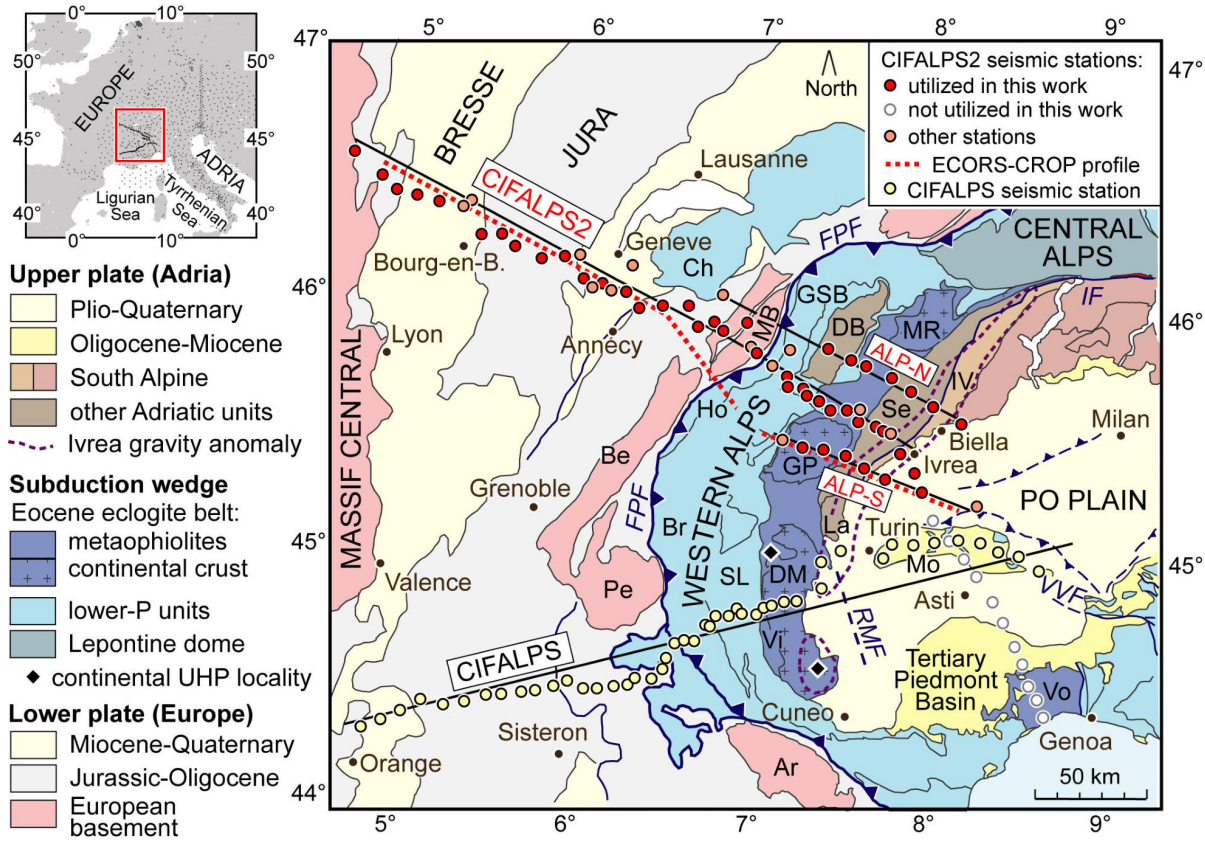 0°
10°
50°
50°
45°
45°
40°
40°
0°
10°
EUROPE
ADRIA
Ligurian
Sea
Tyrrhenian
Sea
Upper plate (Adria)
Plio-Quaternary
Oligocene-Miocene
South Alpine
other Adriatic units
Ivrea gravity anomaly
Subduction wedge
Eocene eclogite belt:
metaophiolites
continental crust
lower-P units
Lepontine dome
continental UHP locality
Lower plate (Europe)
Miocene-Quaternary
Jurassic-Oligocene
European
basement
5°
6°
7°
8°
9°
47°
47°
46°
46°
45°
45°
44°
44°
5°
6°
7°
8°
9°
North
CIFALPS2 seismic stations:
utilized in this work
not utilized in this work
other stations
ECORS-CROP profile
CIFALPS seismic station
BRESSE
JURA
CIFALPS2
Lausanne
Geneve
Ch
FPF
CENTRAL
ALPS
Bourg-en-B.
GSB
IF
Lyon
Annecy
MB
DB
MR
ALP-N
IV
MASSIF CENTRAL
Ho
Se
Milan
Biella
Be
WESTERN ALPS
GP
Ivrea
Grenoble
ALP-S
PO PLAIN
FPF
Br
La
Turin
Mo
Valence
Pe
SL
DM
Asti
VVF
RMF
CIFALPS
Vi
Tertiary
Piedmont
Basin
Vo
Sisteron
Cuneo
Genoa
Orange
Ar
50 km